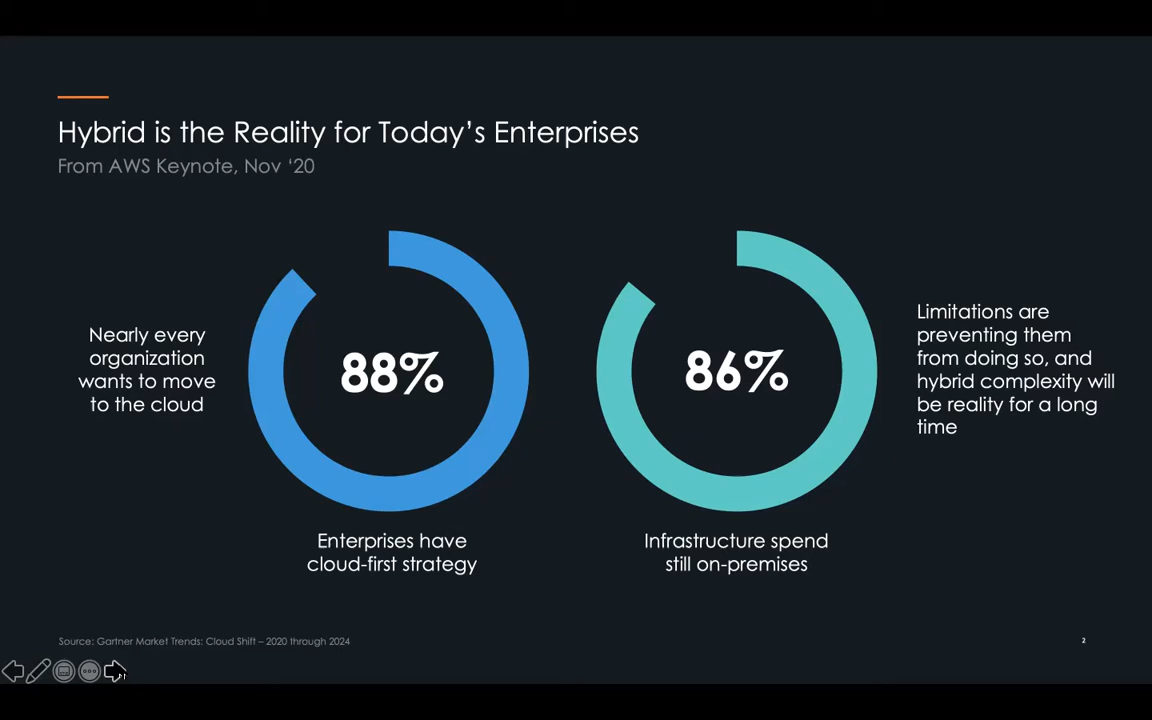 Hybrid is the Reality for Today’s Enterprises
From AWS Keynote, Nov ‘20
Nearly every
organization
wants to move
to the cloud
88%
Enterprises have
cloud-first strategy
86%
Infrastructure spend
still on-premises
Limitations are
preventing them
from doing so, and
hybrid complexity will
be reality for a long
time
Source: Gartner Market Trends: Cloud Shift – 2020 through 2024
2